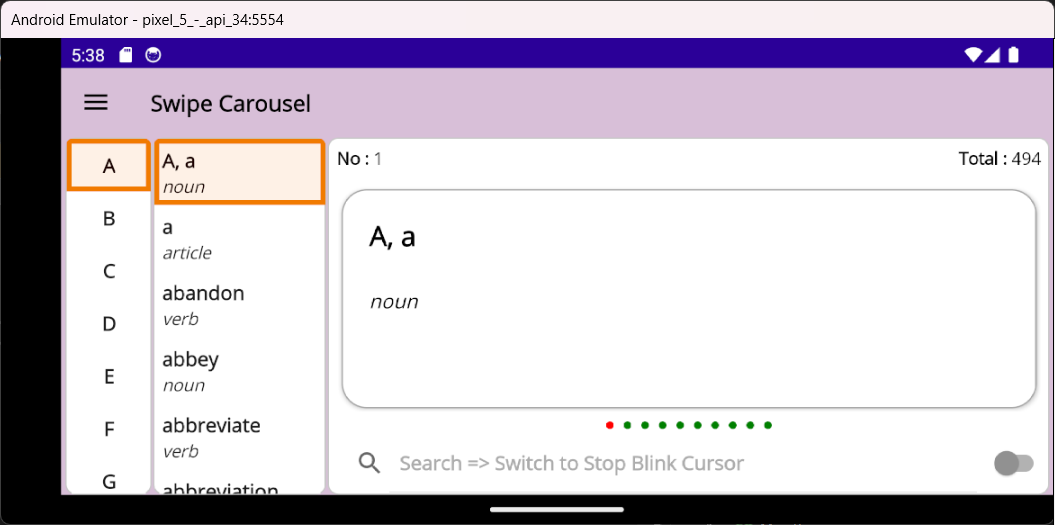 Android Emulator - pixel_5_-_api_34:5554
5:38
Swipe Carousel
A
B
C
D
E
F
G
A, a
noun
a
article
abandon
verb
abbey
noun
abbreviate
verb
abbreviation
No : 1
Total : 494
A, a
noun
Search => Switch to Stop Blink Cursor